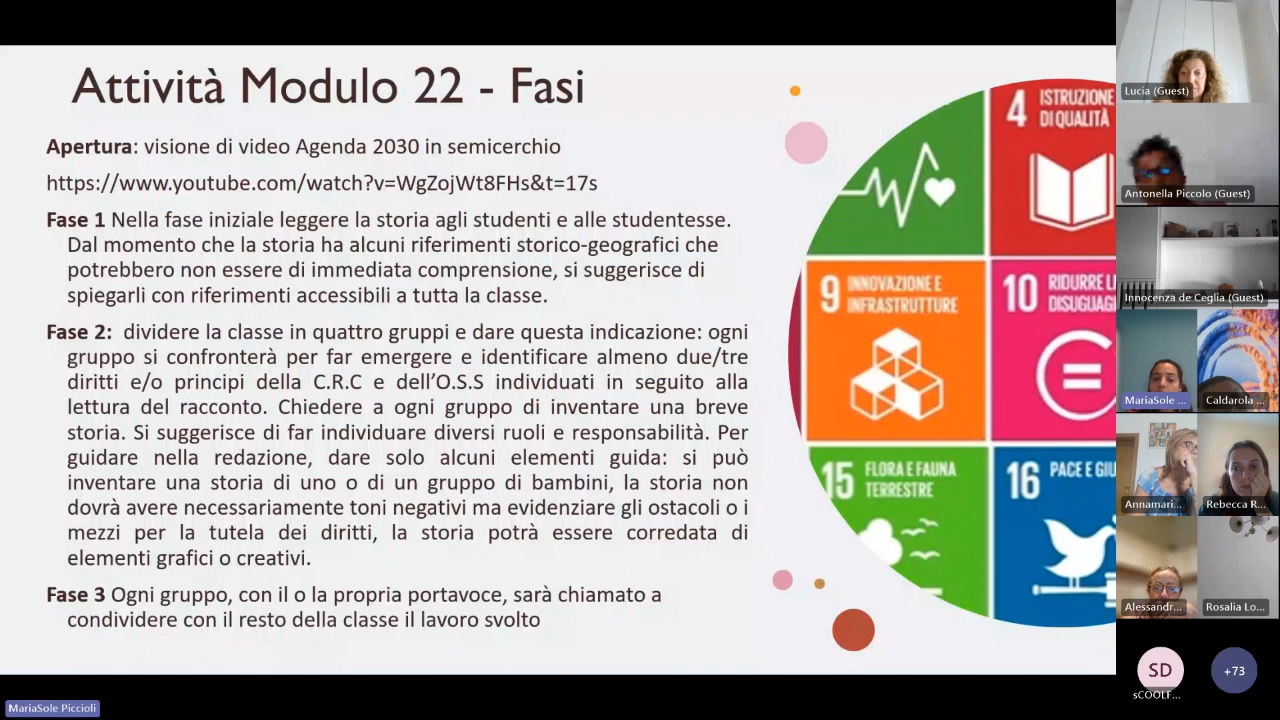 Attività Modulo 22 - Fasi
Apertura: visione di video Agenda 2030 in semicerchio
https://www.youtube.com/watch?v=WgZojWt8FHs&t=17s
Fase 1 Nella fase iniziale leggere la storia agli studenti e alle studentesse.
Dal momento che la storia ha alcuni riferimenti storico-geografici che
potrebbero non essere di immediata comprensione, si suggerisce di
spiegarli con riferimenti accessibili a tutta la classe.
Fase 2: dividere la classe in quattro gruppi e dare questa indicazione: ogni
gruppo si confronterà per far emergere e identificare almeno due/tre
diritti e/o principi della C.R.C e dell’O.S.S individuati in seguito alla
lettura del racconto. Chiedere a ogni gruppo di inventare una breve
storia. Si suggerisce di far individuare diversi ruoli e responsabilità. Per
guidare nella redazione, dare solo alcuni elementi guida: si può
inventare una storia di uno o di un gruppo di bambini, la storia non
dovrà avere necessariamente toni negativi ma evidenziare gli ostacoli o i
mezzi per la tutela dei diritti, la storia potrà essere corredata di
elementi grafici o creativi.
Fase 3 Ogni gruppo, con il o la propria portavoce, sarà chiamato a
condividere con il resto della classe il lavoro svolto
4 ISTRUZIONE
DI QUALITÀ
9 INNOVAZIONE E
INFRASTRUTTURE
10 RIDURRE LE
DISUGUAG
15 FLORA E FAUNA
TERRESTRE
16 PACE E GIU
Lucia (Guest)
Antonella Piccolo (Guest)
Innocenza de Ceglia (Guest)
MariaSole ...
Caldarola ...
Annamari...
Rebecca R...
Alessandr...
Rosalia Lo...
SD
sCOOLF...
+73
MariaSole Piccioli